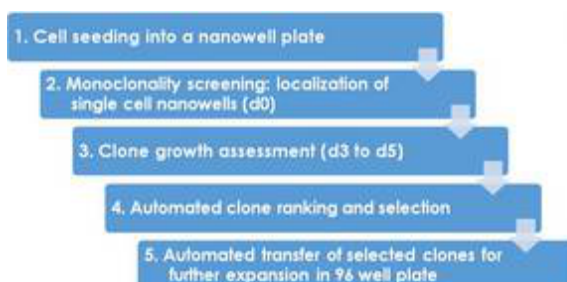 1. Cell seeding into a nanowell plate
2. Monoclonality screening: localization of
single cell nanowells (d0)
3. Clone growth assessment (d3 to d5)
4. Automated clone ranking and selection
5. Automated transfer of selected clones for
further expansion in 96 well plate